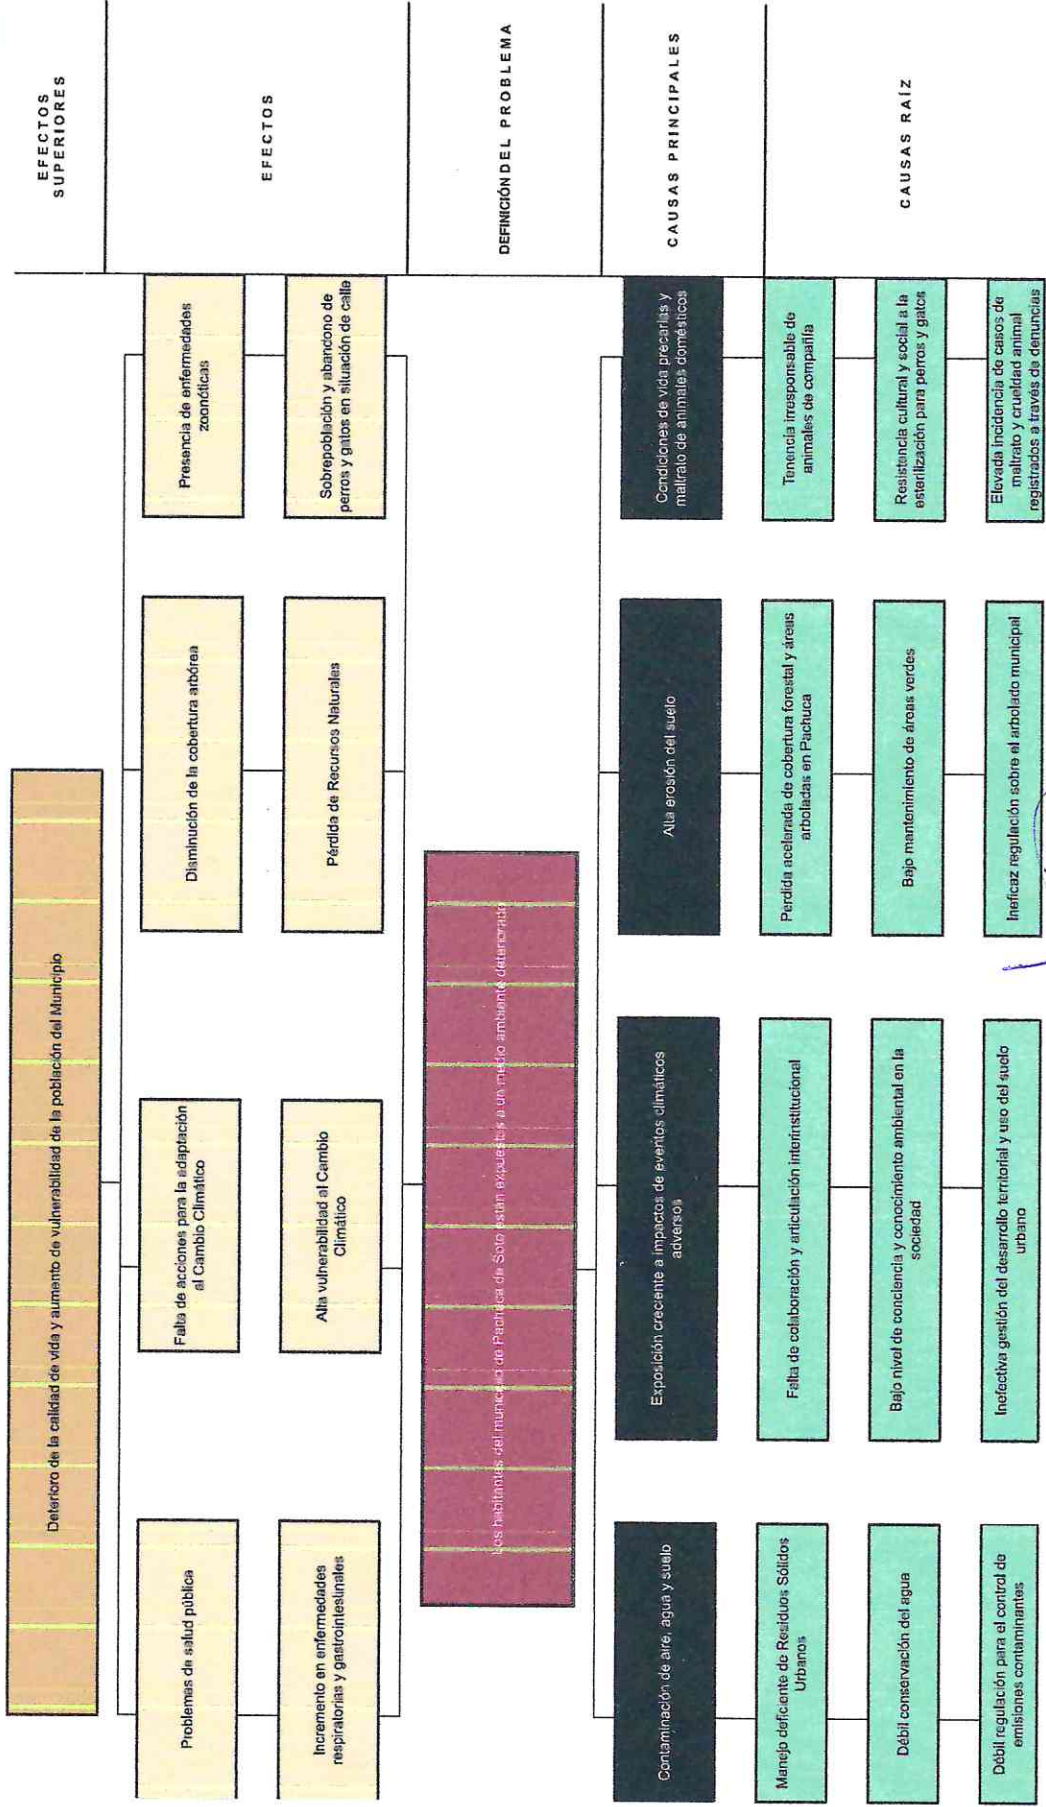 Deterioro de la calidad de vida y aumento de vulnerabilidad de la población del Municipio
EFECTOS
SUPERIORES
Problemas de salud pública
Falta de acciones para la adaptación
al Cambio Climático
Disminución de la cobertura arbórea
Presencia de enfermedades
zoonóticas
EFECTOS
Incremento en enfermedades
respiratorias y gastrointestinales
Alta vulnerabilidad al Cambio
Climático
Pérdida de Recursos Naturales
Sobrepoblación y abandono de
perros y gatos en situación de calle
Los habitantes del municipio de Pachuca de Soto están expuestos a un medio ambiente deteriorado
DEFINICIÓN DEL PROBLEMA
Contaminación de aire, agua y suelo
Exposición creciente a impactos de eventos climáticos
adversos
Alta erosión del suelo
Condiciones de vida precarias y
maltrato de animales domésticos
CAUSAS PRINCIPALES
Manejo deficiente de Residuos Sólidos
Urbanos
Falta de colaboración y articulación interinstitucional
Perdida acelerada de cobertura forestal y áreas
arboladas en Pachuca
Tenencia irresponsable de
animales de compañía
CAUSAS RAÍZ
Débil conservación del agua
Bajo nivel de conciencia y conocimiento ambiental en la
sociedad
Bajo mantenimiento de áreas verdes
Resistencia cultural y social a la
esterilización para perros y gatos
Débil regulación para el control de
emisiones contaminantes
Inefectiva gestión del desarrollo territorial y uso del suelo
urbano
Ineficaz regulación sobre el arbolado municipal
Elevada incidencia de casos de
maltrato y crueldad animal
registrados a través de denuncias